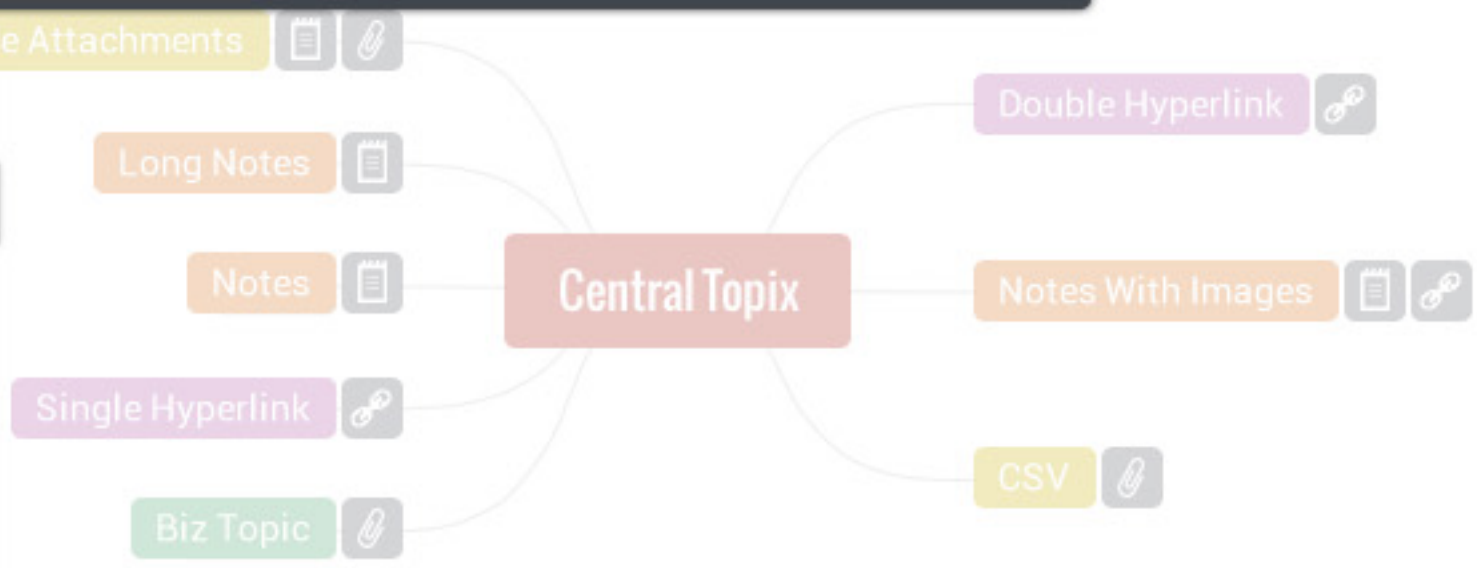 e Attachments
Long Notes
Notes
Single Hyperlink
Biz Topic
Central Topix
Double Hyperlink
Notes With Images
CSV